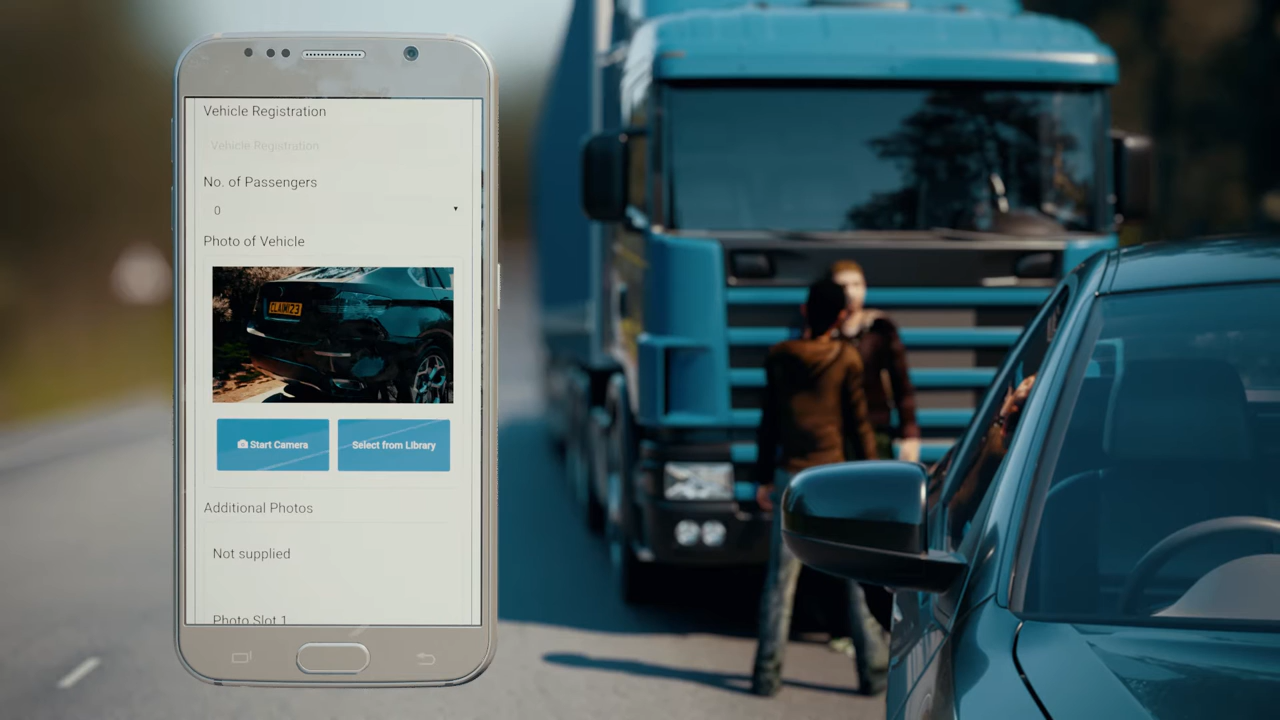 Vehicle Registration
Vehicle Registration
No. of Passengers
0
Photo of Vehicle
CLAIM123
Start Camera
Select from Library
Additional Photos
Not supplied
Photo Slot 1